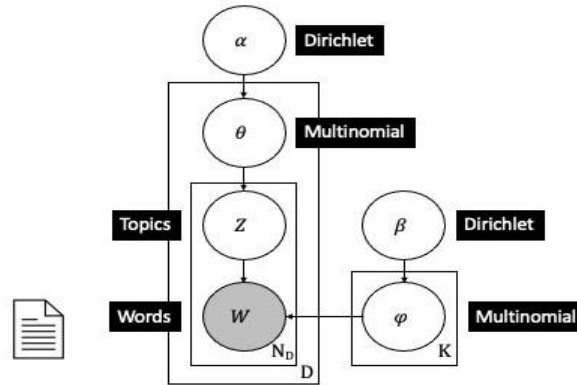 α Dirichlet
θ Multinomial
Topics Z β Dirichlet
Words W φ Multinomial
N_D K
D